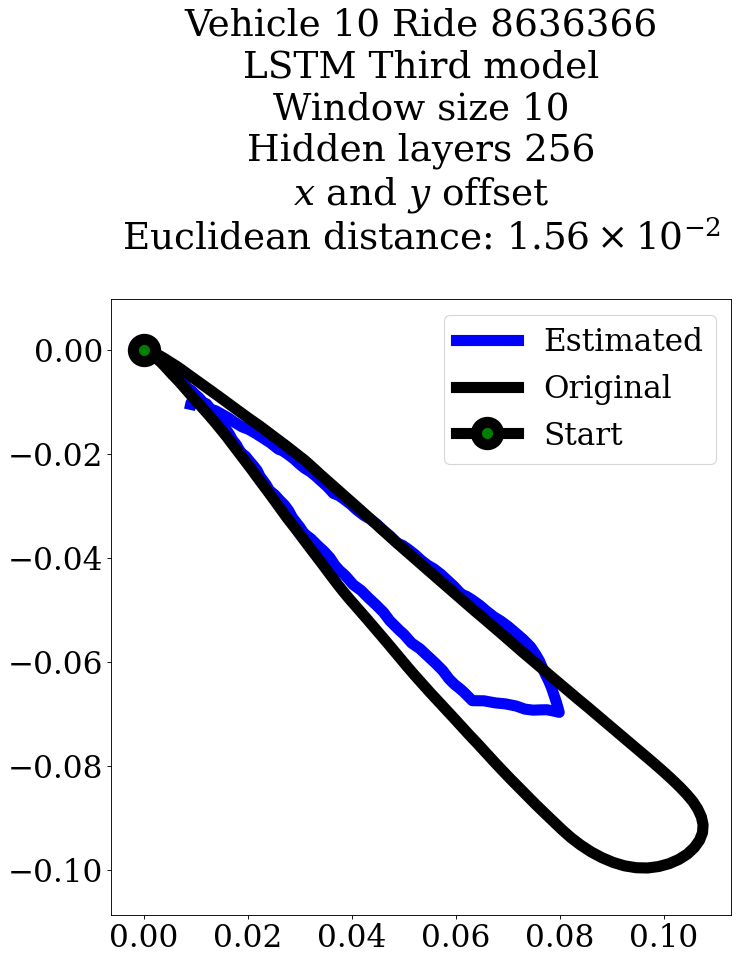 Vehicle 10 Ride 8636366
LSTM Third model
Window size 10
Hidden layers 256
x and y offset
Euclidean distance: 1.56 × 10⁻²
Estimated
Original
Start
0.00
−0.02
−0.04
−0.06
−0.08
−0.10
0.00 0.02 0.04 0.06 0.08 0.10